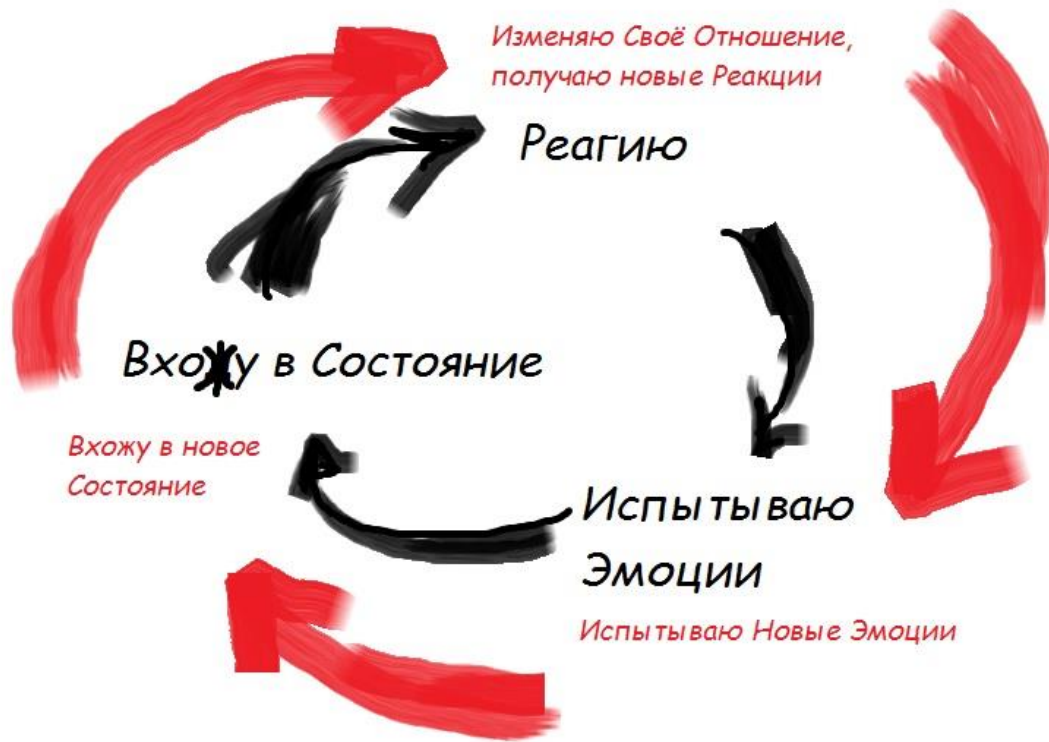 Изменяю Своё Отношение,
получаю новые Реакции
Реагию
Вхожу в Состояние
Вхожу в новое
Состояние
Испытываю
Эмоции
Испытываю Новые Эмоции